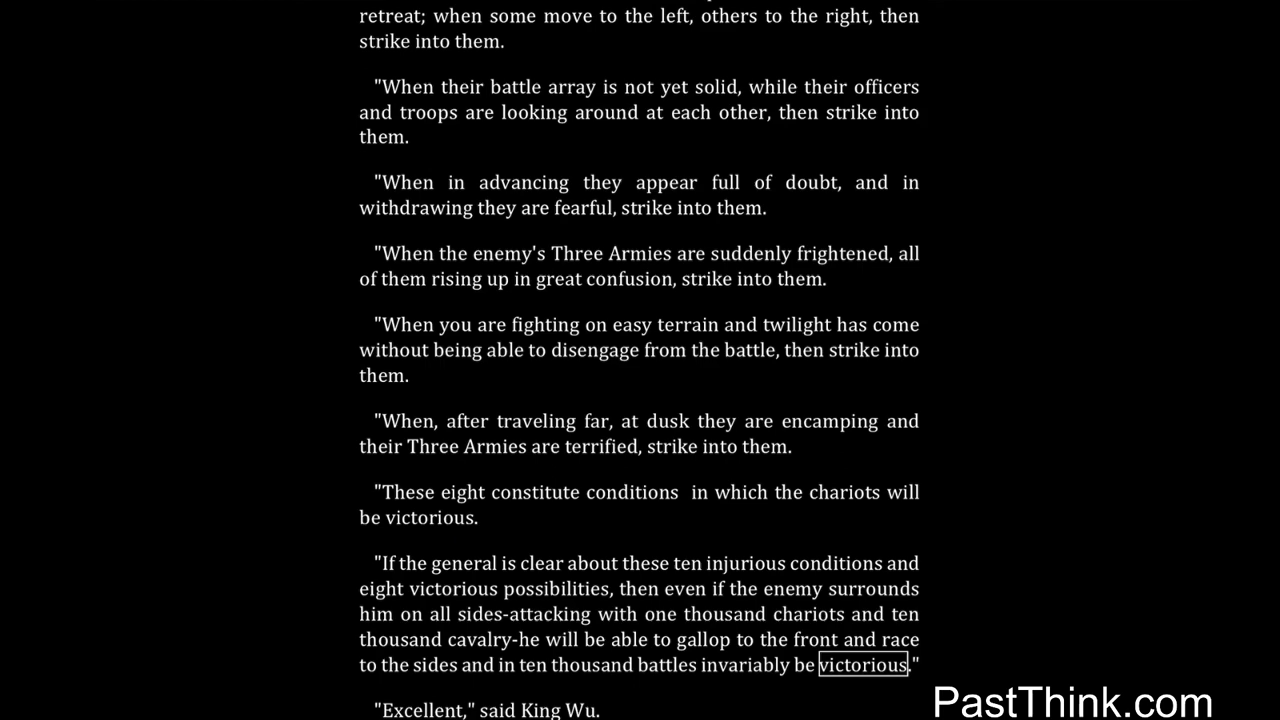 retreat; when some move to the left, others to the right, then
strike into them.
"When their battle array is not yet solid, while their officers
and troops are looking around at each other, then strike into
them.
"When in advancing they appear full of doubt, and in
withdrawing they are fearful, strike into them.
"When the enemy's Three Armies are suddenly frightened, all
of them rising up in great confusion, strike into them.
"When you are fighting on easy terrain and twilight has come
without being able to disengage from the battle, then strike into
them.
"When, after traveling far, at dusk they are encamping and
their Three Armies are terrified, strike into them.
"These eight constitute conditions in which the chariots will
be victorious.
"If the general is clear about these ten injurious conditions and
eight victorious possibilities, then even if the enemy surrounds
him on all sides-attacking with one thousand chariots and ten
thousand cavalry-he will be able to gallop to the front and race
to the sides and in ten thousand battles invariably be victorious."
"Excellent," said King Wu.
PastThink.com